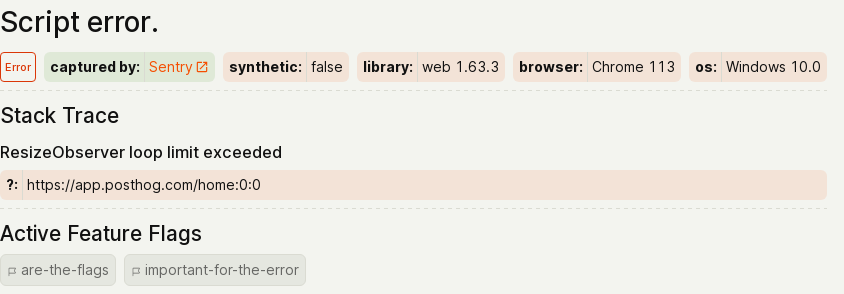 Script error.
Error captured by: Sentry synthetic: false library: web 1.63.3 browser: Chrome 113 os: Windows 10.0
Stack Trace
ResizeObserver loop limit exceeded
?: https://app.posthog.com/home:0:0
Active Feature Flags
are-the-flags important-for-the-error